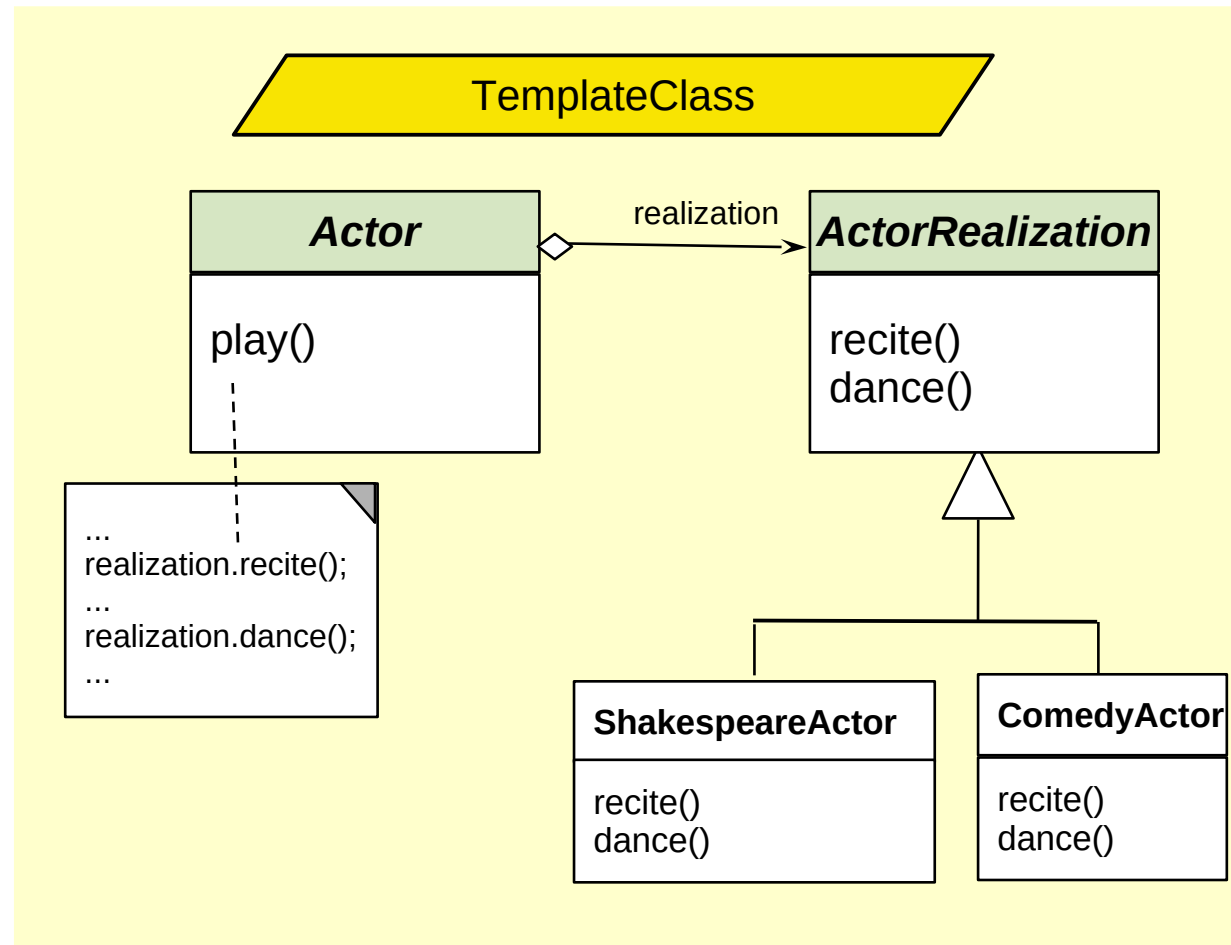 TemplateClass
Actor
realization
ActorRealization
play()
recite()
dance()
...
realization.recite();
...
realization.dance();
...
ShakespeareActor
recite()
dance()
ComedyActor
recite()
dance()